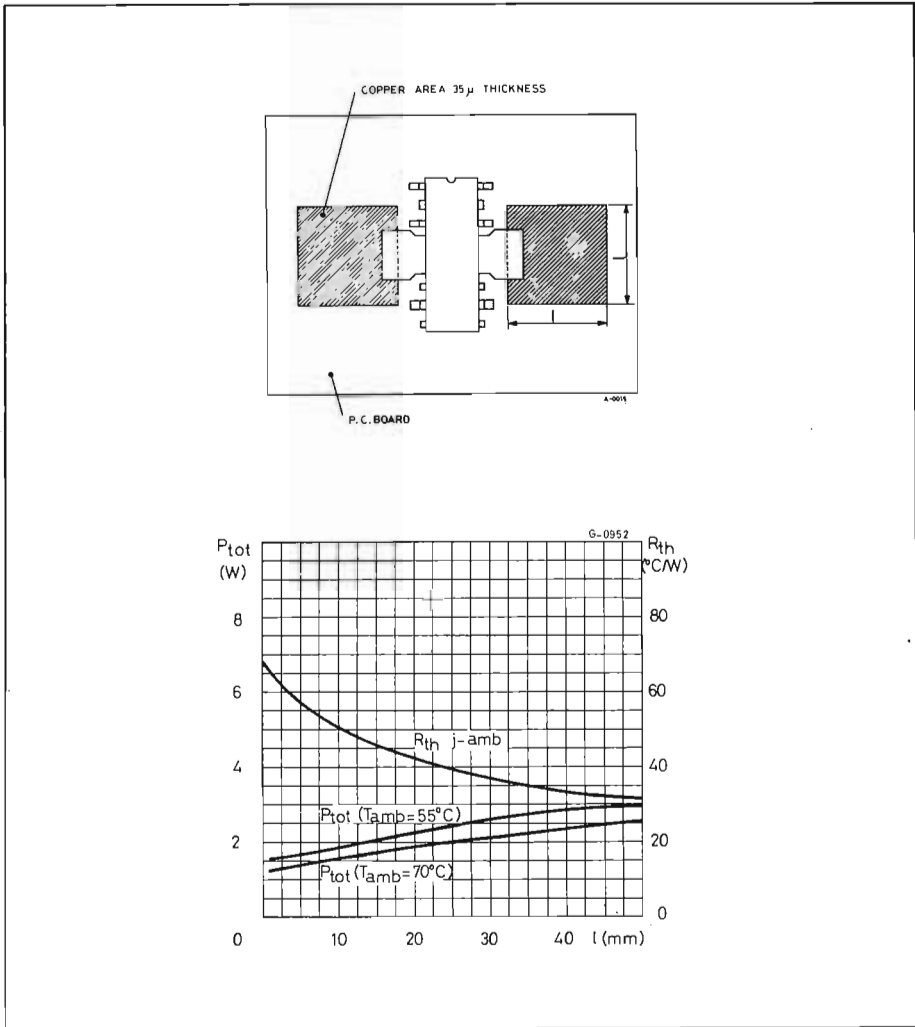 COPPER AREA 35μ THICKNESS
l
l
A-0015
P.C. BOARD
G-0952
Ptot
(W)
Rth
(°C/W)
8
80
6
60
Rth j-amb
4
40
Ptot (Tamb=55°C)
2
20
Ptot (Tamb=70°C)
0
0
10
20
30
40
l (mm)